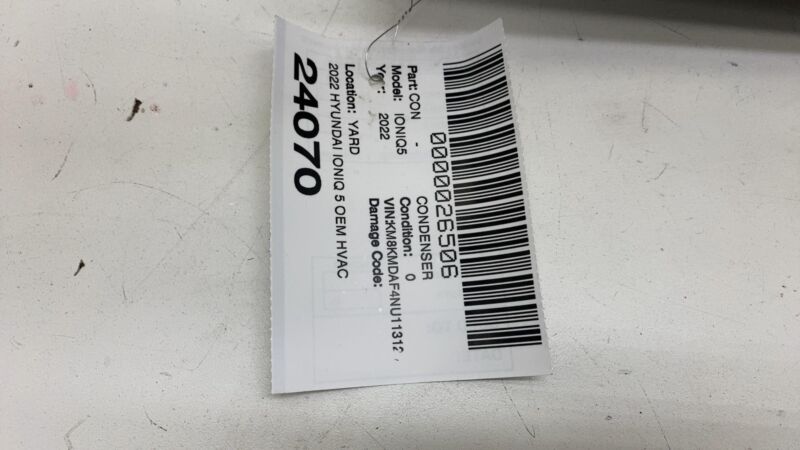 0000026506
Part: CON - CONDENSER
Model: IONIQ5 Condition: 0
Year: 2022 VIN:KM8KMDAF4NU11312
Damage Code:
Location: YARD
2022 HYUNDAI IONIQ 5 OEM HVAC
24070